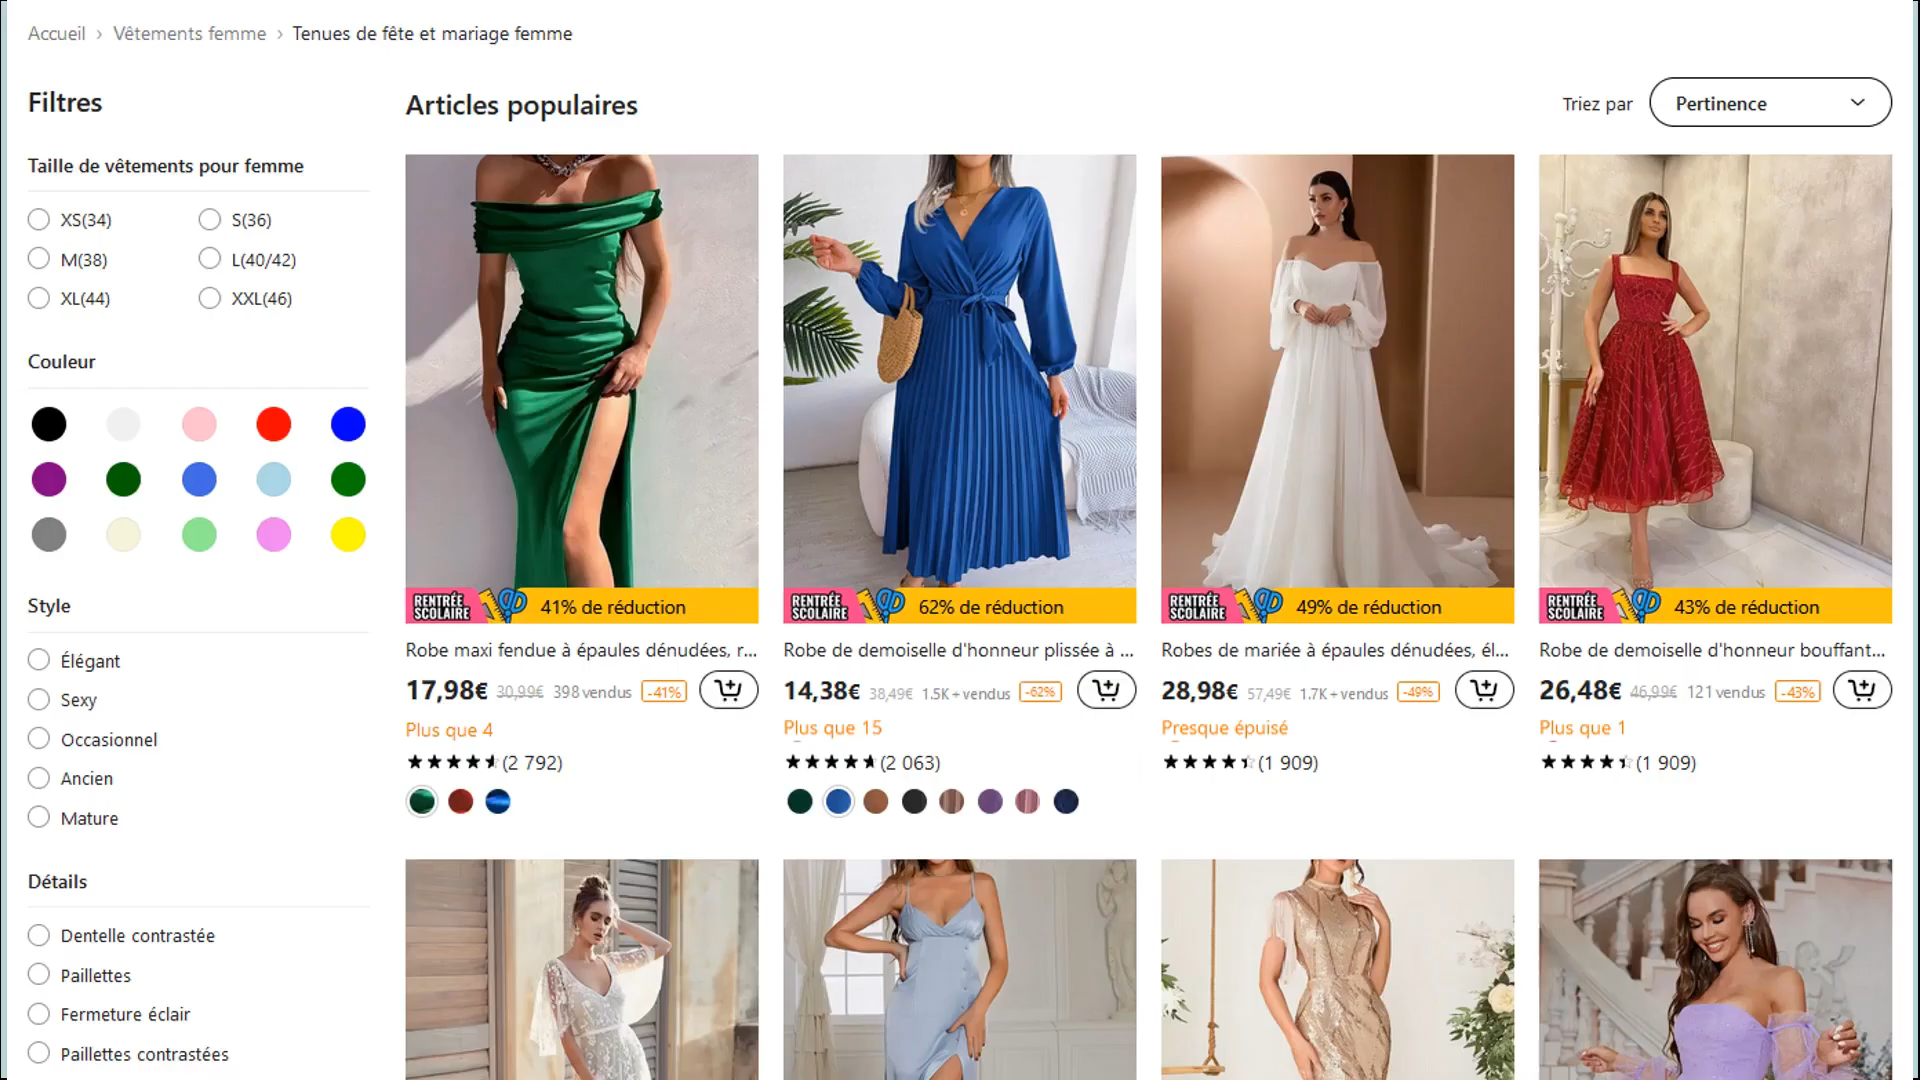 Accueil › Vêtements femme › Tenues de fête et mariage femme
Filtres
Taille de vêtements pour femme
XS(34)
S(36)
M(38)
L(40/42)
XL(44)
XXL(46)
Couleur
Style
Élégant
Sexy
Occasionnel
Ancien
Mature
Détails
Dentelle contrastée
Paillettes
Fermeture éclair
Paillettes contrastées
Articles populaires
Triez par
Pertinence
RENTRÉE SCOLAIRE
41% de réduction
Robe maxi fendue à épaules dénudées, r...
17,98€ 30,99€ 398 vendus -41%
Plus que 4
(2 792)
RENTRÉE SCOLAIRE
62% de réduction
Robe de demoiselle d'honneur plissée à ...
14,38€ 38,49€ 1.5K+ vendus -62%
Plus que 15
(2 063)
RENTRÉE SCOLAIRE
49% de réduction
Robes de mariée à épaules dénudées, él...
28,98€ 57,49€ 1.7K+ vendus -49%
Presque épuisé
(1 909)
RENTRÉE SCOLAIRE
43% de réduction
Robe de demoiselle d'honneur bouffant...
26,48€ 46,99€ 121 vendus -43%
Plus que 1
(1 909)